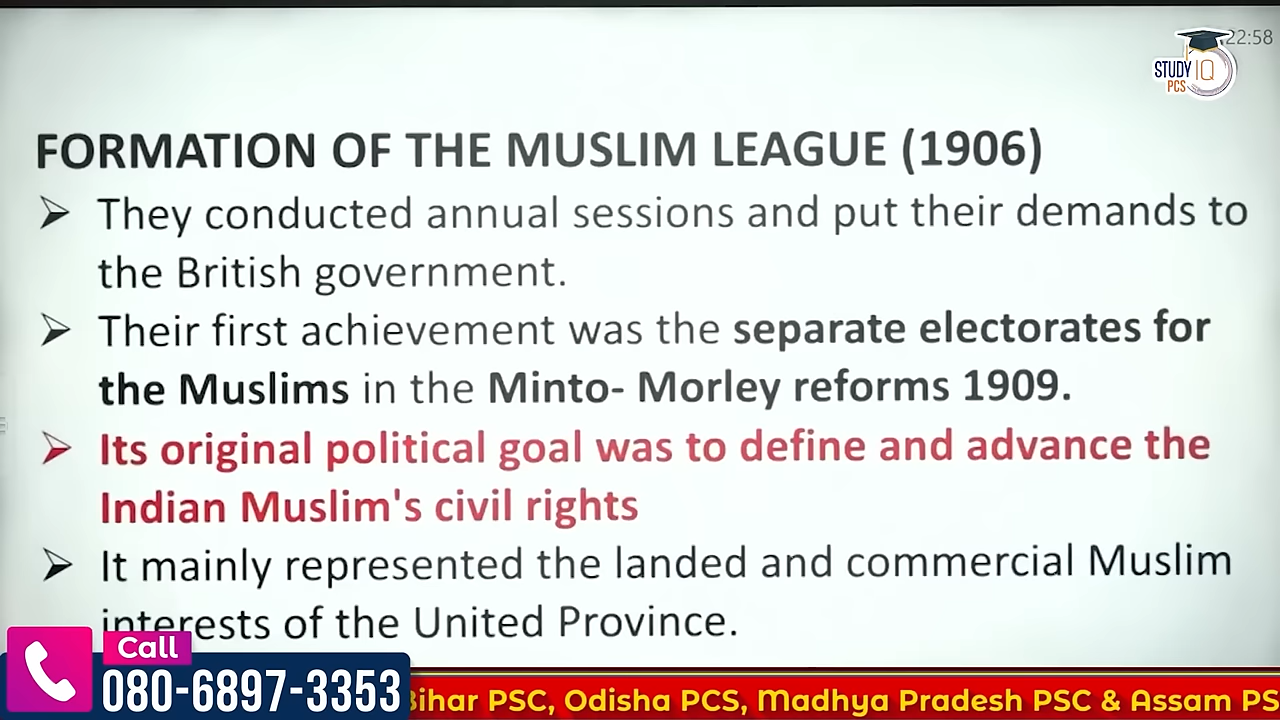 22:58
STUDY IQ
PCS
FORMATION OF THE MUSLIM LEAGUE (1906)
➢ They conducted annual sessions and put their demands to
the British government.
➢ Their first achievement was the separate electorates for
the Muslims in the Minto- Morley reforms 1909.
➢ Its original political goal was to define and advance the
Indian Muslim's civil rights
➢ It mainly represented the landed and commercial Muslim
interests of the United Province.
Call
080-6897-3353
Bihar PSC, Odisha PCS, Madhya Pradesh PSC & Assam PS